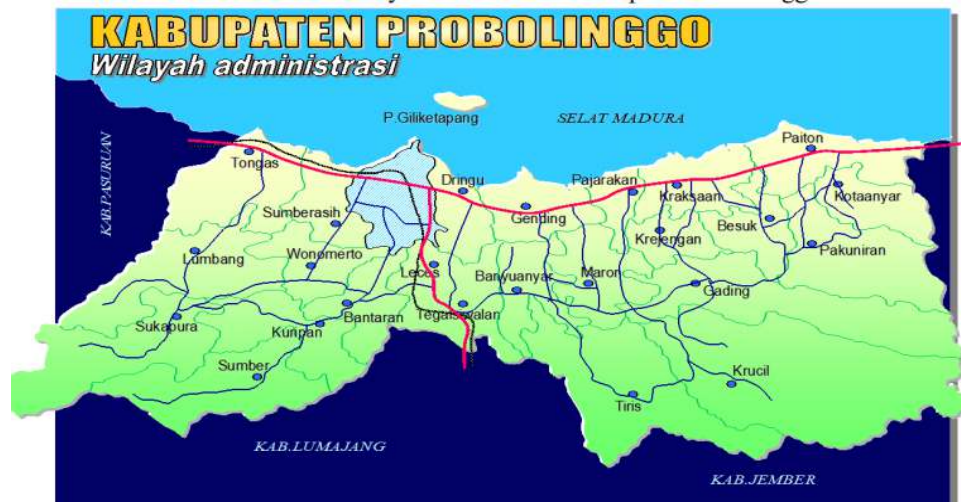 KABUPATEN PROBOLINGGO
Wilayah administrasi
P.Giliketapang
SELAT MADURA
KAB.PASURUAN
Tongas
Paiton
Dringu
Pajarakan
Kraksaan
Kotaanyar
Sumberasih
Gending
Besuk
Krejengan
Pakuniran
Lumbang
Wonomerto
Leces
Banyuanyar
Maron
Gading
Sukapura
Kuripan
Bantaran
Tegalsiwalan
Sumber
Krucil
Tiris
KAB.LUMAJANG
KAB.JEMBER